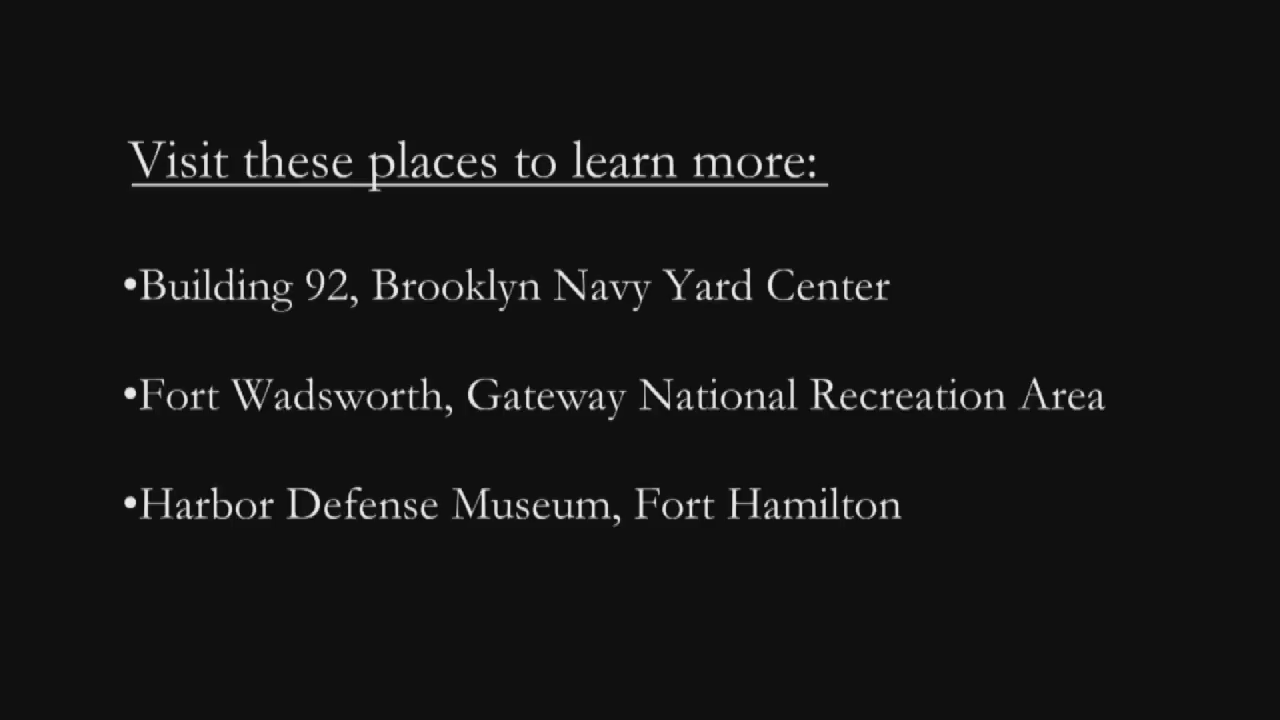 Visit these places to learn more:
•Building 92, Brooklyn Navy Yard Center
•Fort Wadsworth, Gateway National Recreation Area
•Harbor Defense Museum, Fort Hamilton